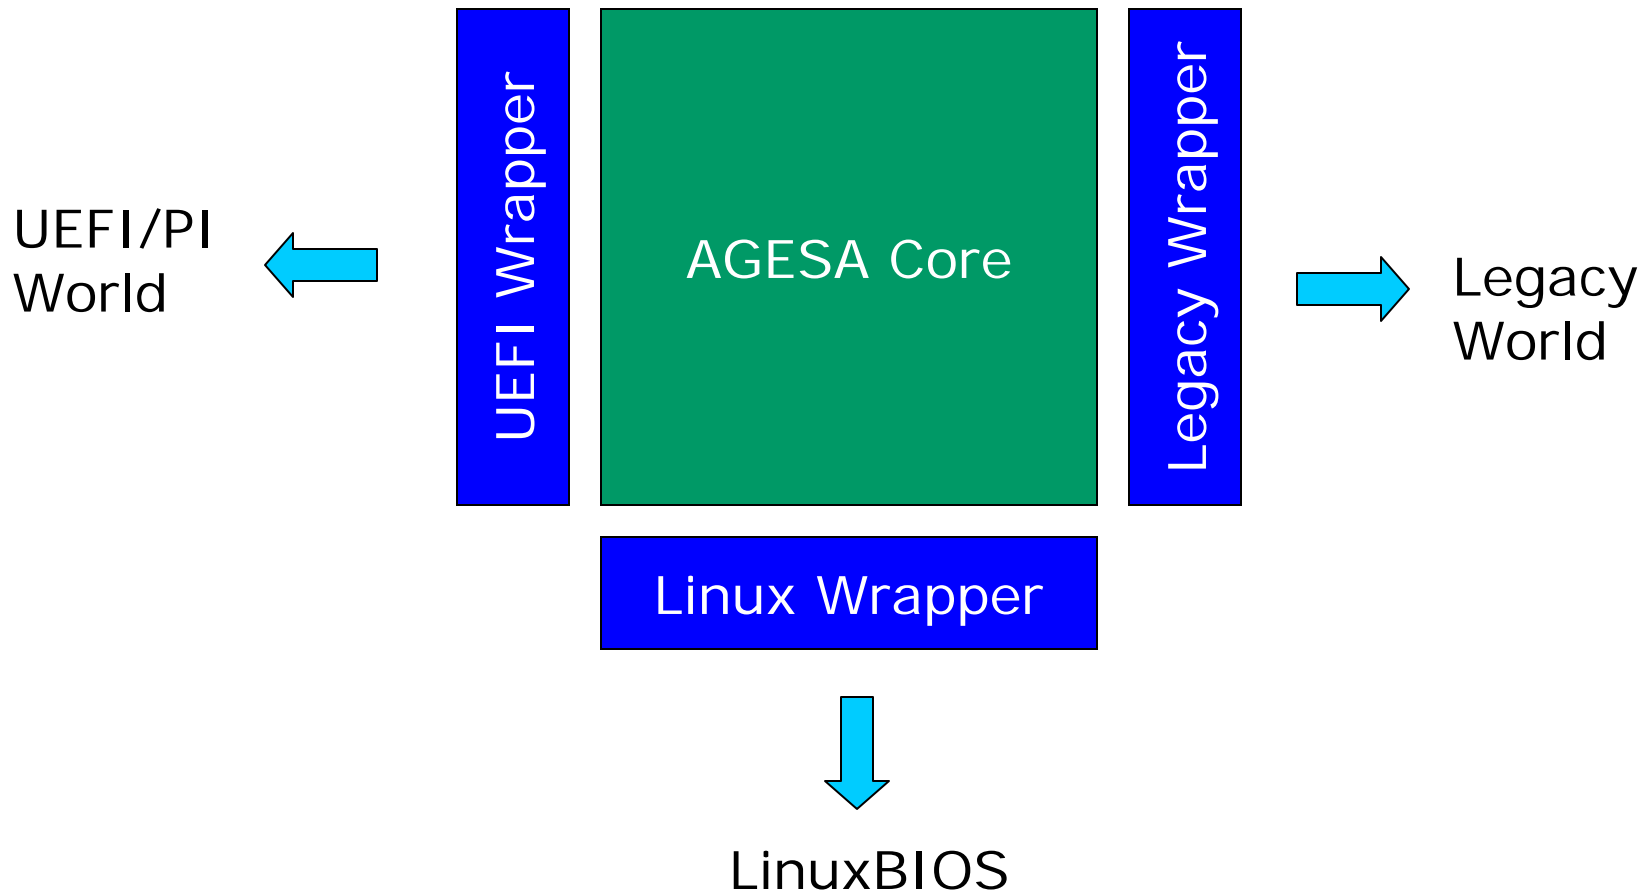 UEFI/PI
World
UEFI Wrapper
AGESA Core
Legacy Wrapper
Legacy
World
Linux Wrapper
LinuxBIOS